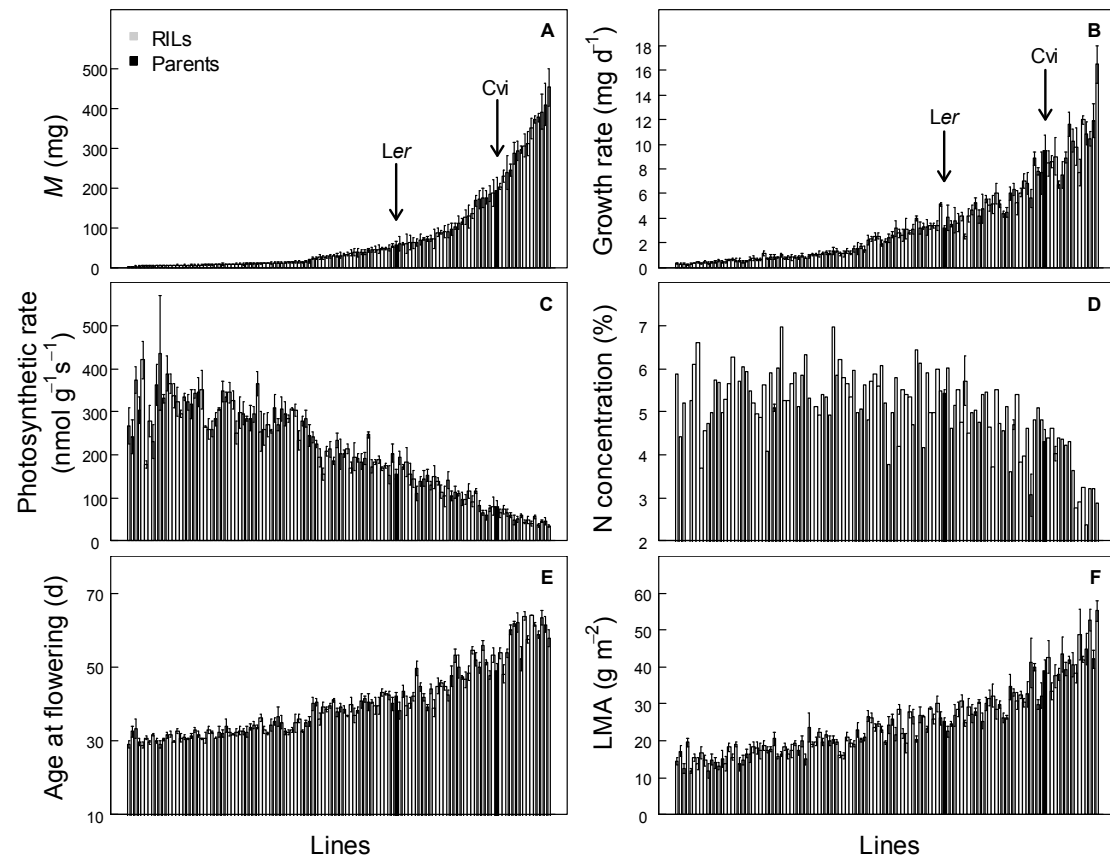 A
RILs
Parents
Ler
Cvi
M (mg)
500
400
300
200
100
0
B
Ler
Cvi
Growth rate (mg d⁻¹)
18
16
14
12
10
8
6
4
2
0
C
Photosynthetic rate
(nmol g⁻¹s⁻¹)
500
400
300
200
100
0
D
N concentration (%)
7
6
5
4
3
2
E
Age at flowering (d)
70
50
30
10
Lines
F
LMA (g m⁻²)
60
50
40
30
20
10
0
Lines